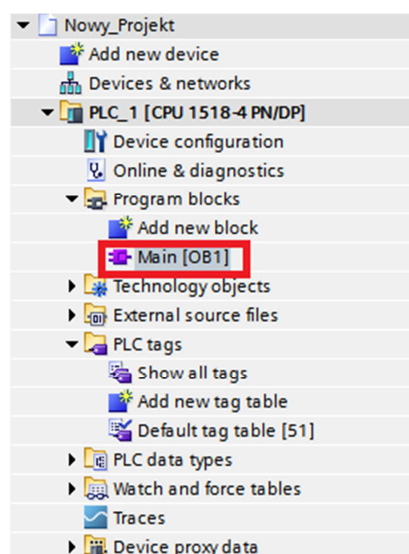 Nowy_Projekt
Add new device
Devices & networks
PLC_1 [CPU 1518-4 PN/DP]
Device configuration
Online & diagnostics
Program blocks
Add new block
Main [OB1]
Technology objects
External source files
PLC tags
Show all tags
Add new tag table
Default tag table [51]
PLC data types
Watch and force tables
Traces
Device proxy data